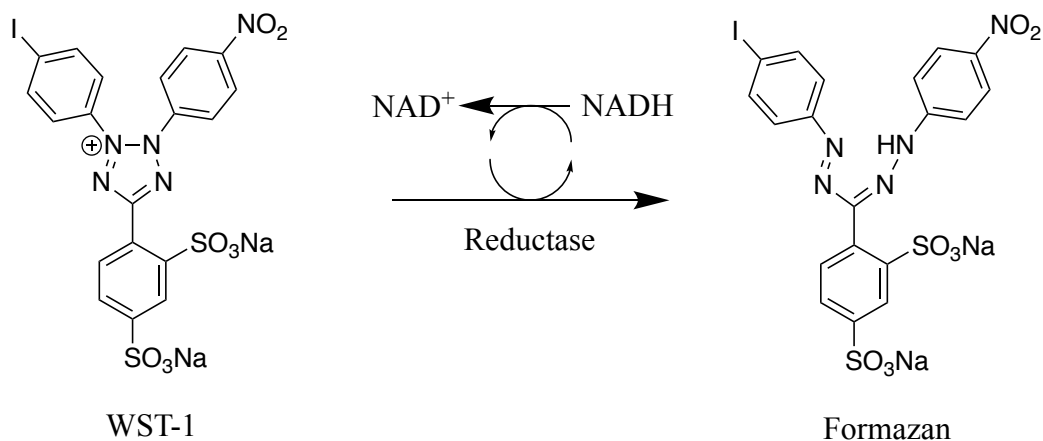 I
NO₂
⊕
N
N
N
N
SO₃Na
SO₃Na
WST-1
NAD⁺
NADH
Reductase
I
NO₂
N
HN
N
N
SO₃Na
SO₃Na
Formazan